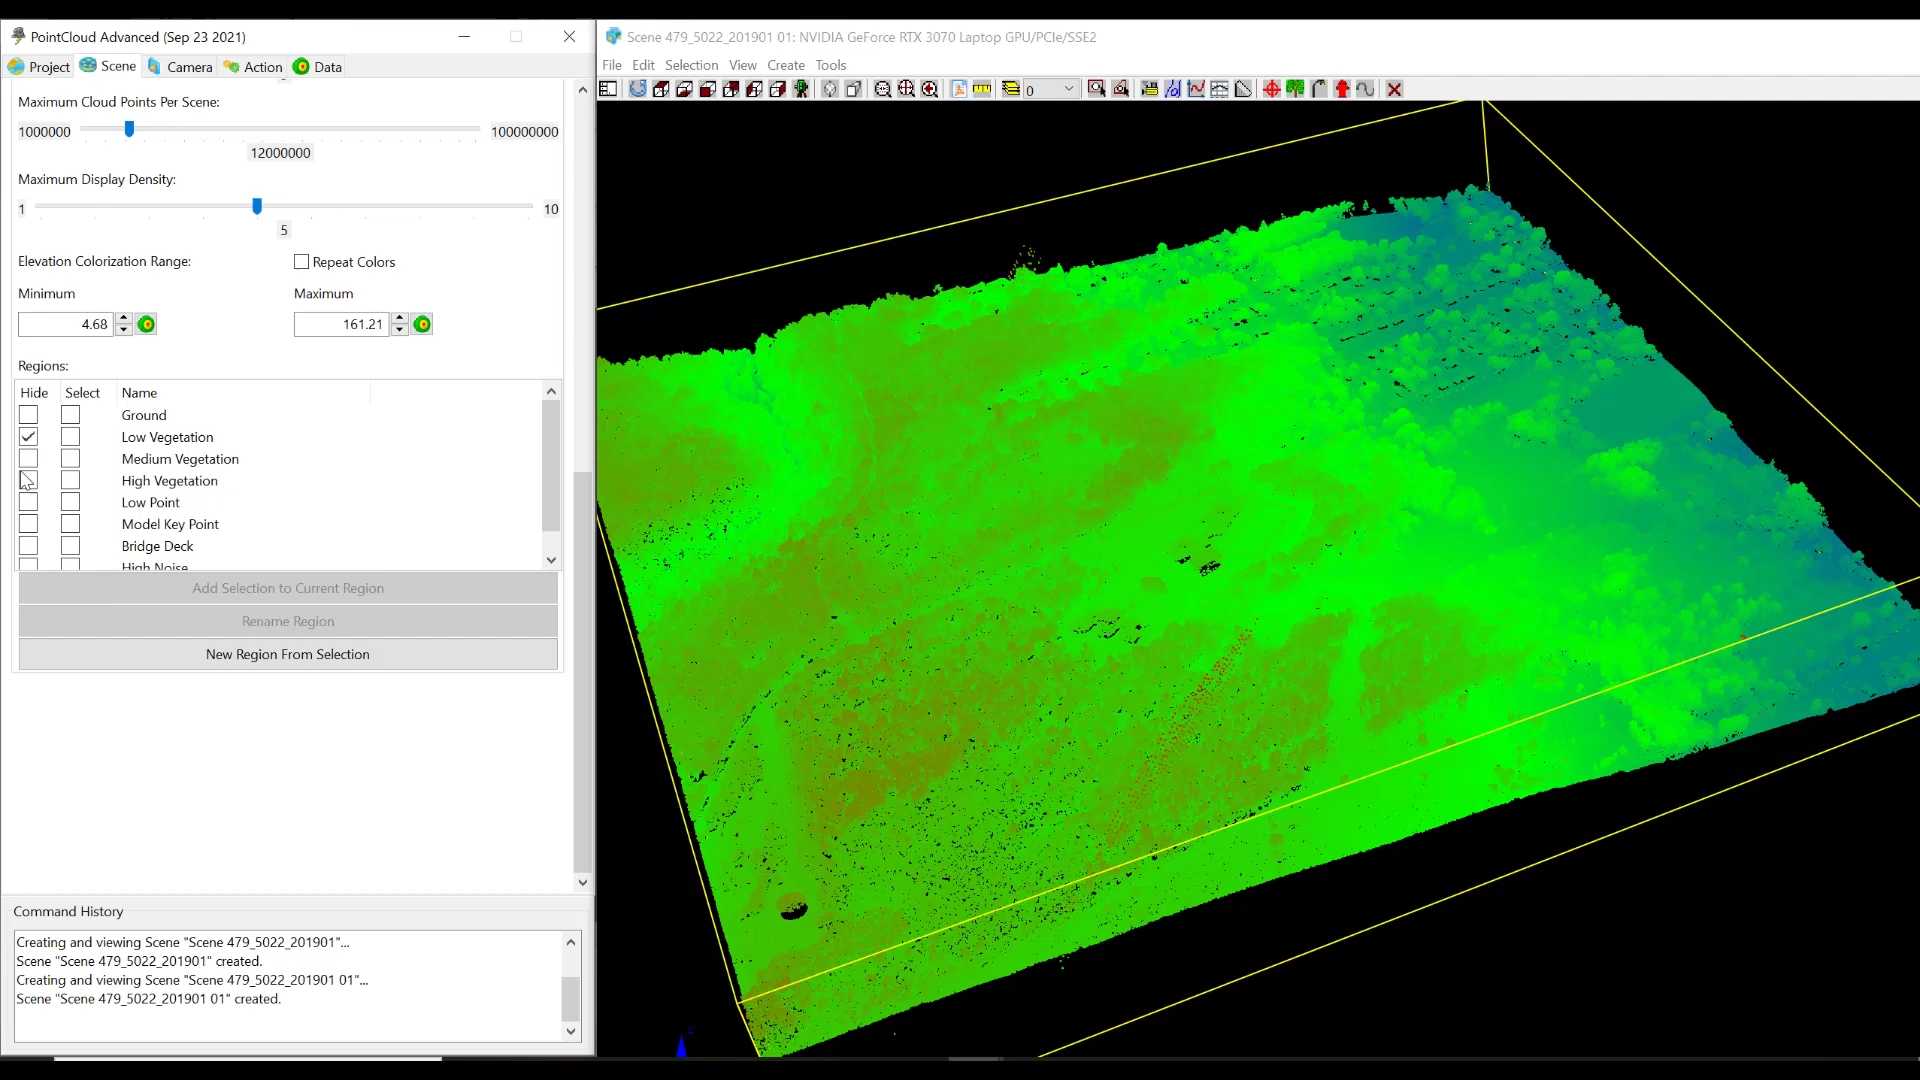 PointCloud Advanced (Sep 23 2021)
Project Scene Camera Action Data
Maximum Cloud Points Per Scene:
1000000 100000000
12000000
Maximum Display Density:
1 10
5
Elevation Colorization Range: Repeat Colors
Minimum Maximum
4.68 161.21
Regions:
Hide Select Name
Ground
Low Vegetation
Medium Vegetation
High Vegetation
Low Point
Model Key Point
Bridge Deck
High Noise
Add Selection to Current Region
Rename Region
New Region From Selection
Command History
Creating and viewing Scene "Scene 479_5022_201901"...
Scene "Scene 479_5022_201901" created.
Creating and viewing Scene "Scene 479_5022_201901 01"...
Scene "Scene 479_5022_201901 01" created.
Scene 479_5022_201901 01: NVIDIA GeForce RTX 3070 Laptop GPU/PCIe/SSE2
File Edit Selection View Create Tools
0